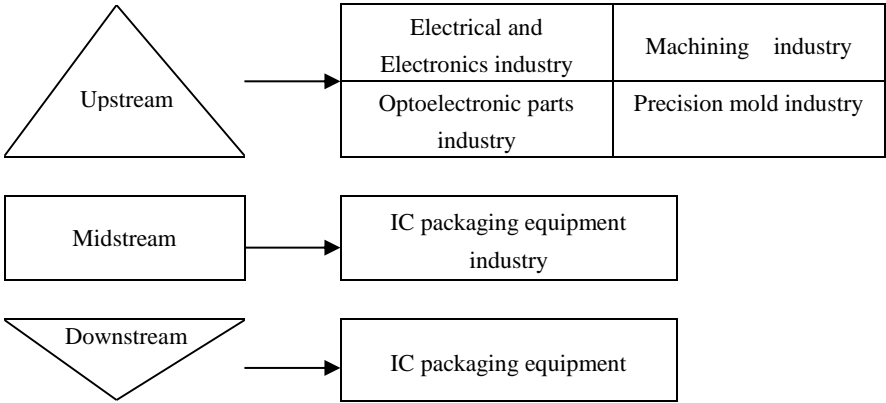 Upstream
Electrical and
Electronics industry
Machining industry
Optoelectronic parts
industry
Precision mold industry
Midstream
IC packaging equipment
industry
Downstream
IC packaging equipment